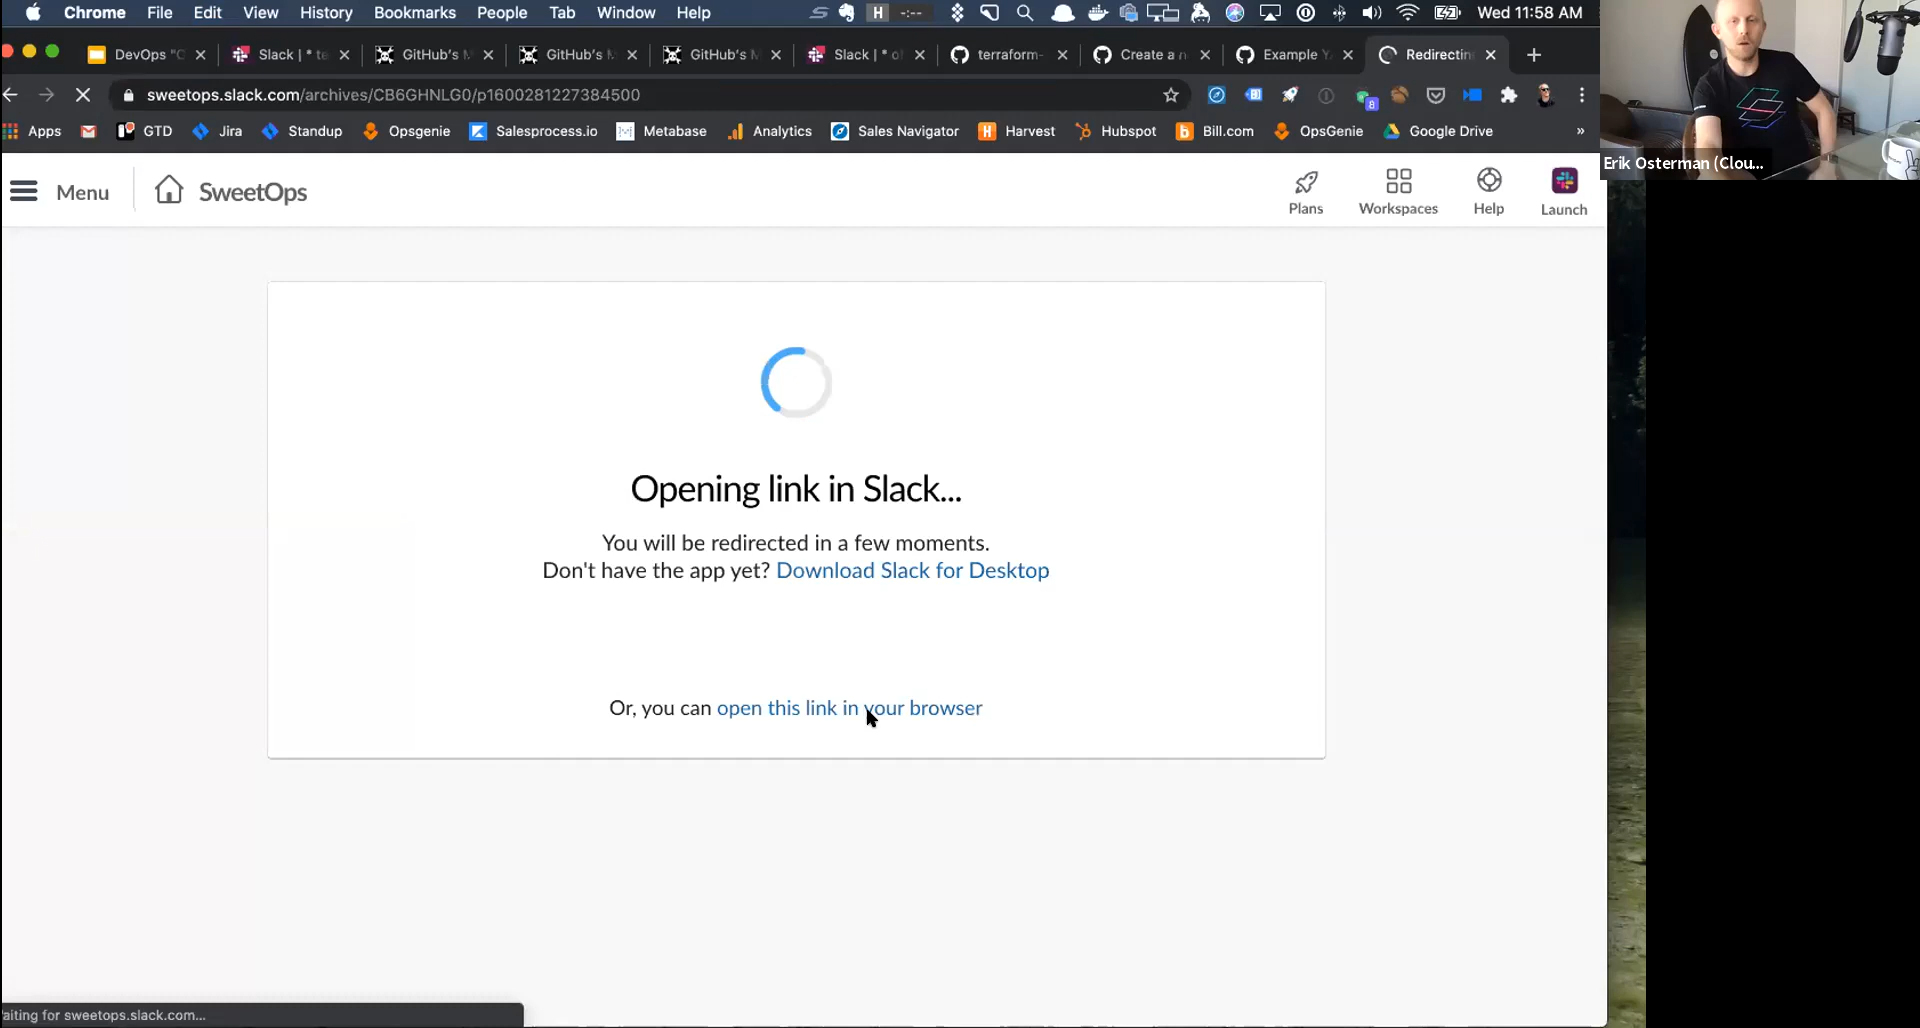 Chrome File Edit View History Bookmarks People Tab Window Help H -:-- Wed 11:58 AM
DevOps "C Slack | * te GitHub's M GitHub's M GitHub's M Slack | * of terraform- Create a n Example Y Redirectin
sweetops.slack.com/archives/CB6GHNLG0/p1600281227384500
Apps GTD Jira Standup Opsgenie Salesprocess.io Metabase Analytics Sales Navigator Harvest Hubspot Bill.com OpsGenie Google Drive »
Erik Osterman (Clou...
Menu SweetOps Plans Workspaces Help Launch
Opening link in Slack...
You will be redirected in a few moments.
Don't have the app yet? Download Slack for Desktop
Or, you can open this link in your browser
aiting for sweetops.slack.com...